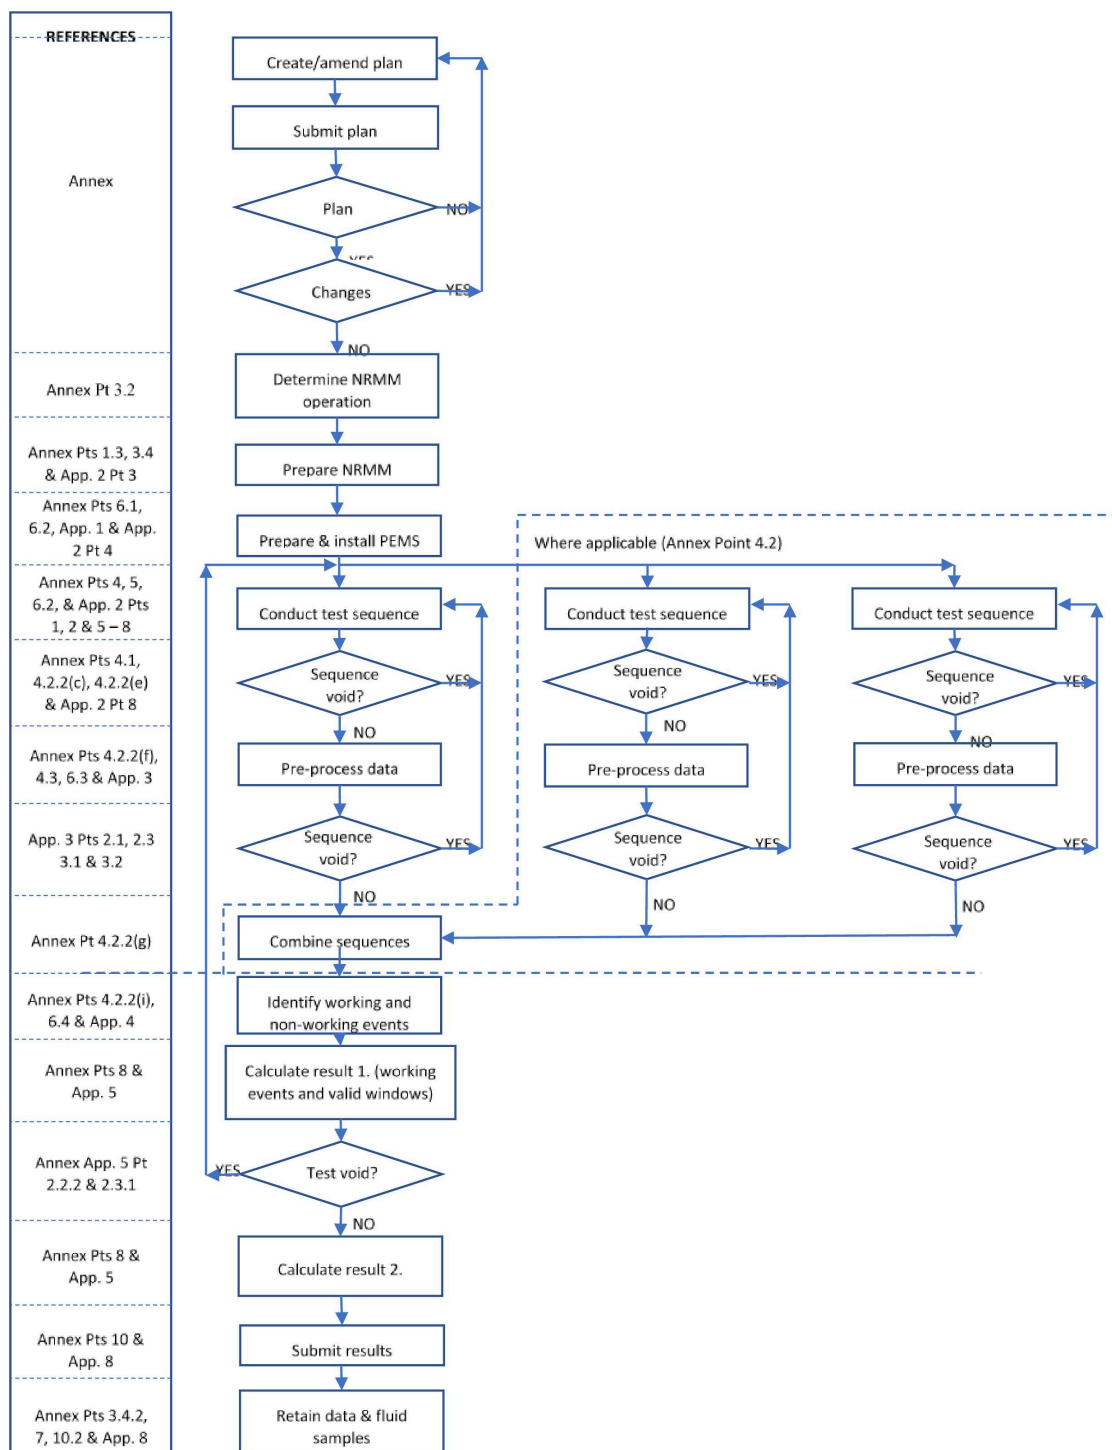 REFERENCES
Create/amend plan
Submit plan
Annex
Plan
NO
YES
Changes
YES
NO
Annex Pt 3.2
Determine NRMM
operation
Annex Pts 1.3, 3.4
& App. 2 Pt 3
Prepare NRMM
Annex Pts 6.1,
6.2, App. 1 & App.
2 Pt 4
Prepare & install PEMS
Where applicable (Annex Point 4.2)
Annex Pts 4, 5,
6.2, & App. 2 Pts
1, 2 & 5 – 8
Conduct test sequence
Conduct test sequence
Conduct test sequence
Annex Pts 4.1,
4.2.2(c), 4.2.2(e)
& App. 2 Pt 8
Sequence
void?
YES
NO
Sequence
void?
YES
NO
Sequence
void?
YES
NO
Annex Pts 4.2.2(f),
4.3, 6.3 & App. 3
Pre-process data
Pre-process data
Pre-process data
App. 3 Pts 2.1, 2.3
3.1 & 3.2
Sequence
void?
YES
NO
Sequence
void?
YES
NO
Sequence
void?
YES
NO
Annex Pt 4.2.2(g)
Combine sequences
Annex Pts 4.2.2(i),
6.4 & App. 4
Identify working and
non-working events
Annex Pts 8 &
App. 5
Calculate result 1. (working
events and valid windows)
Annex App. 5 Pt
2.2.2 & 2.3.1
YES
Test void?
NO
Annex Pts 8 &
App. 5
Calculate result 2.
Annex Pts 10 &
App. 8
Submit results
Annex Pts 3.4.2,
7, 10.2 & App. 8
Retain data & fluid
samples